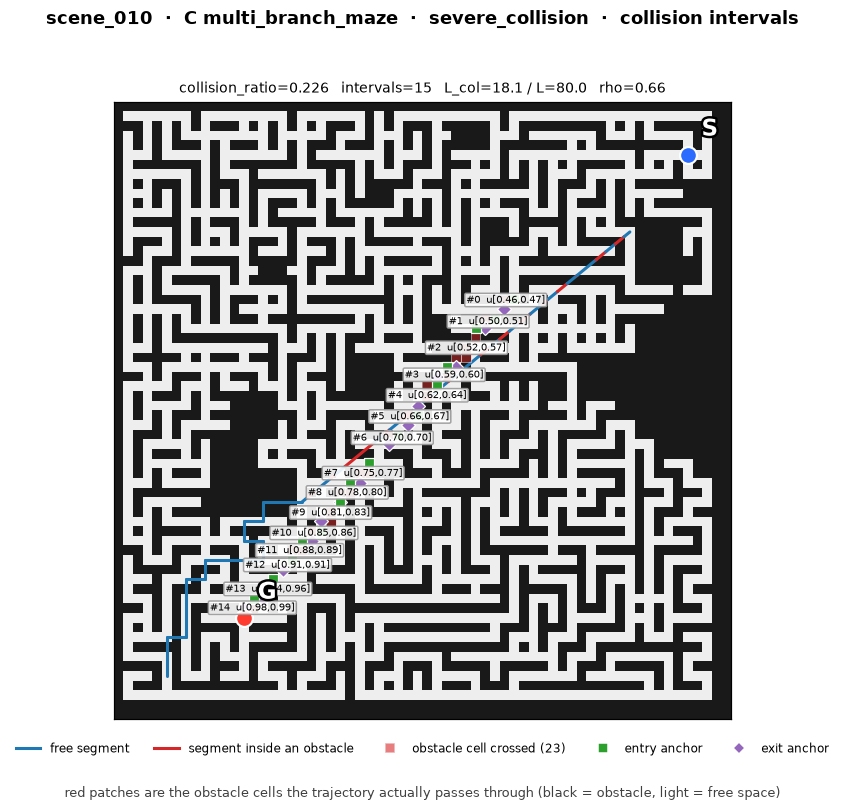 scene_010 · C multi_branch_maze · severe_collision · collision intervals
collision_ratio=0.226 intervals=15 L_col=18.1 / L=80.0 rho=0.66
S
#0 u[0.46,0.47]
#1 u[0.50,0.51]
#2 u[0.52,0.57]
#3 u[0.59,0.60]
#4 u[0.62,0.64]
#5 u[0.66,0.67]
#6 u[0.70,0.70]
#7 u[0.75,0.77]
#8 u[0.78,0.80]
#9 u[0.81,0.83]
#10 u[0.85,0.86]
#11 u[0.88,0.89]
#12 u[0.91,0.91]
#13
G
#14 u[0.98,0.99]
free segment
segment inside an obstacle
obstacle cell crossed (23)
entry anchor
exit anchor
red patches are the obstacle cells the trajectory actually passes through (black = obstacle, light = free space)